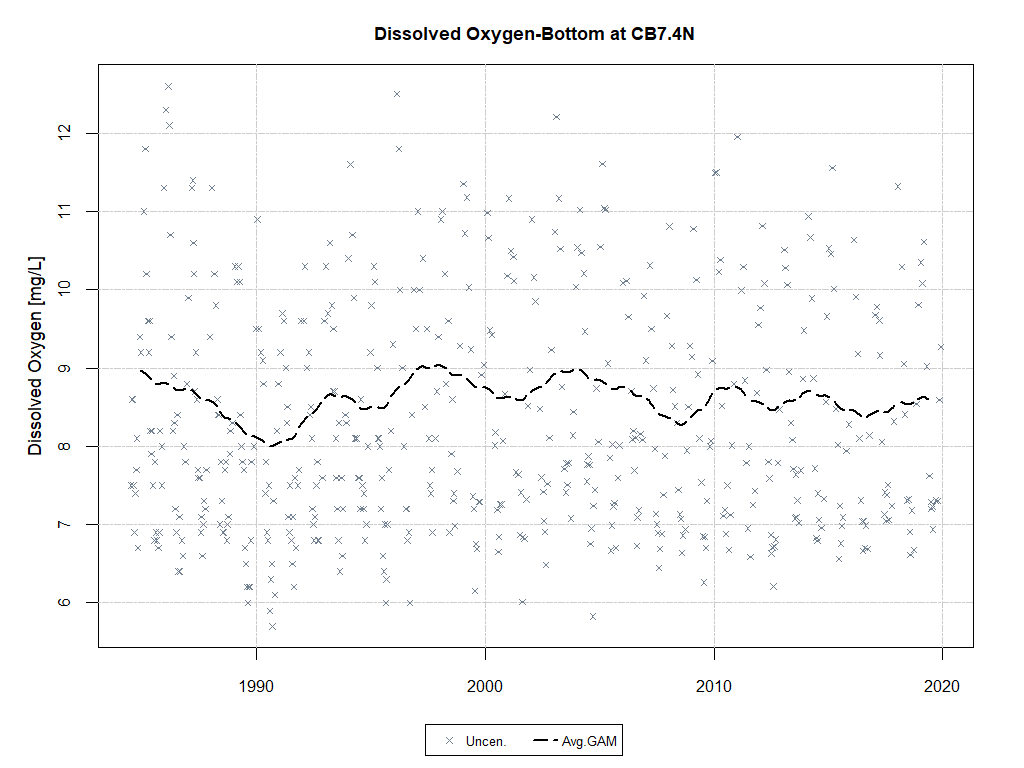 Dissolved Oxygen-Bottom at CB7.4N
Dissolved Oxygen [mg/L]
12
11
10
9
8
7
6
1990
2000
2010
2020
Uncen.
Avg.GAM